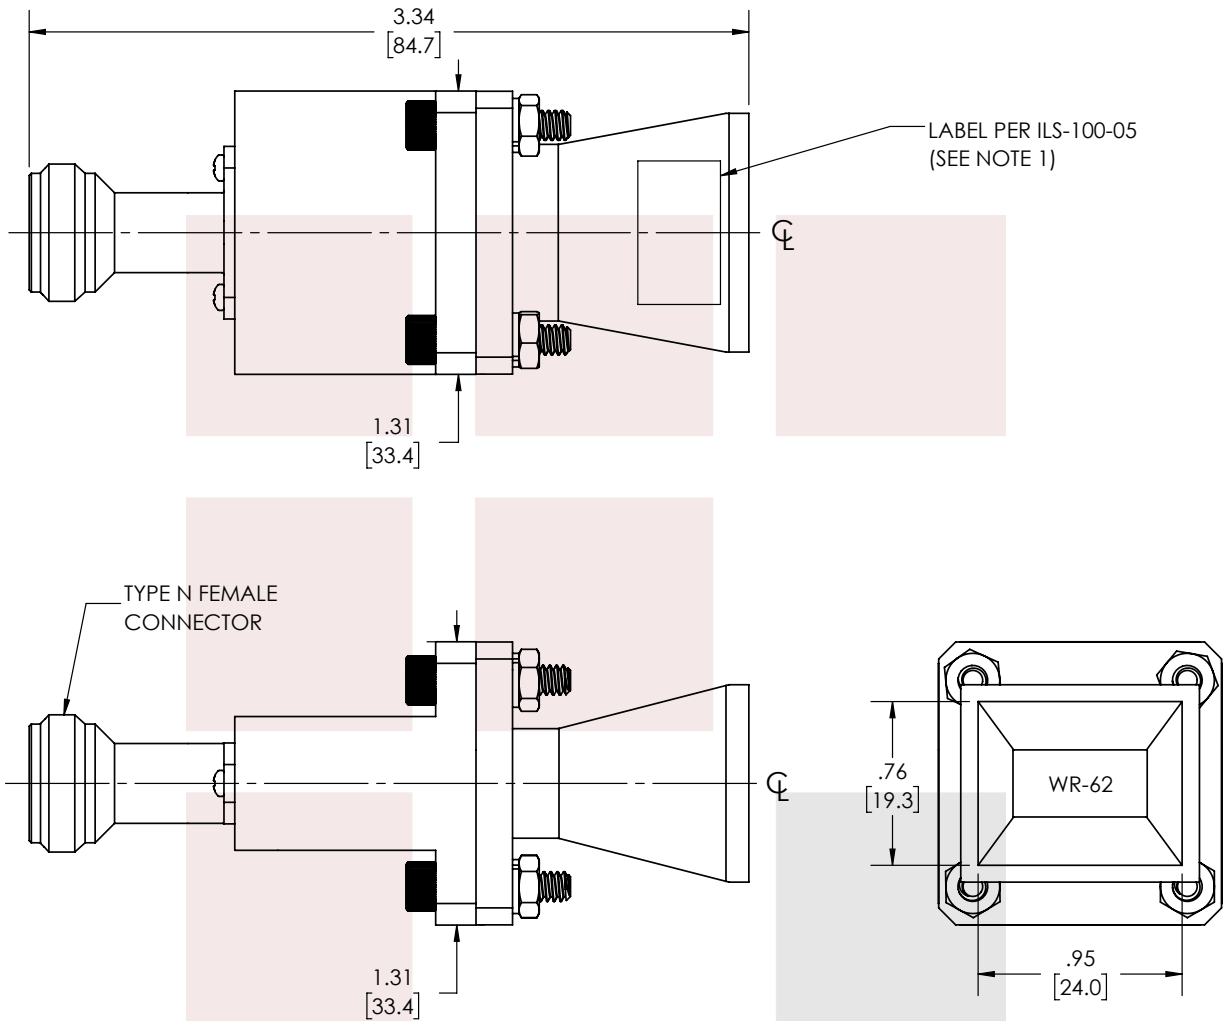 3.34
[84.7]
LABEL PER ILS-100-05
(SEE NOTE 1)
℄
1.31
[33.4]
TYPE N FEMALE
CONNECTOR
℄
.76
[19.3]
WR-62
.95
[24.0]
1.31
[33.4]